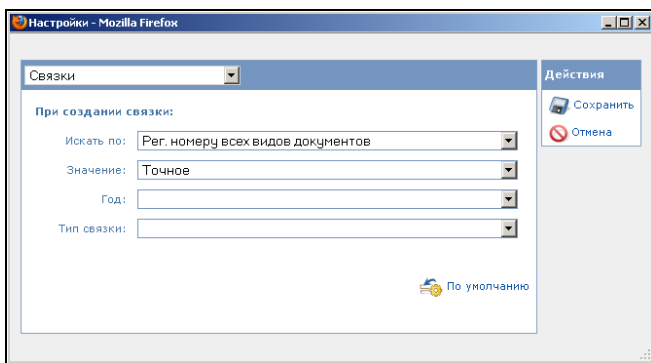 Настройки - Mozilla Firefox
Связки
Действия
При создании связки:
Сохранить
Отмена
Искать по: Рег. номеру всех видов документов
Значение: Точное
Год:
Тип связки:
По умолчанию